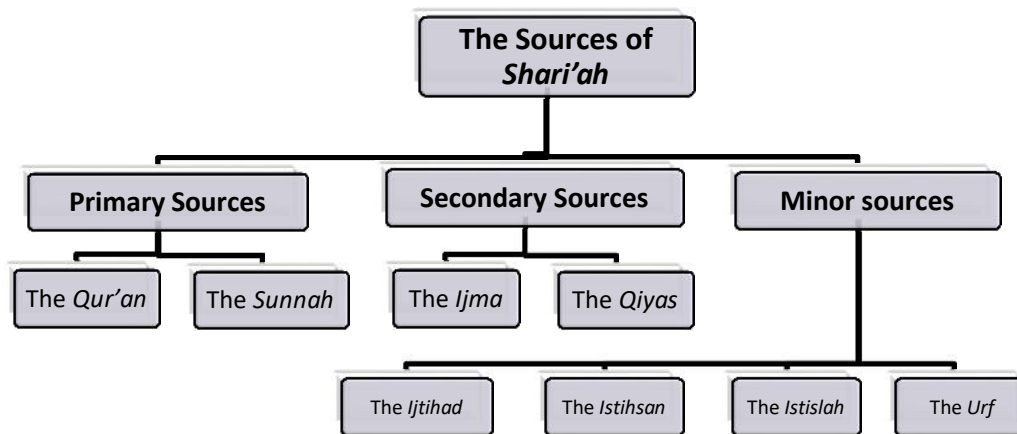 The Sources of
Shari’ah
Primary Sources
Secondary Sources
Minor sources
The Qur’an
The Sunnah
The Ijma
The Qiyas
The Ijtihad
The Istihsan
The Istislah
The Urf